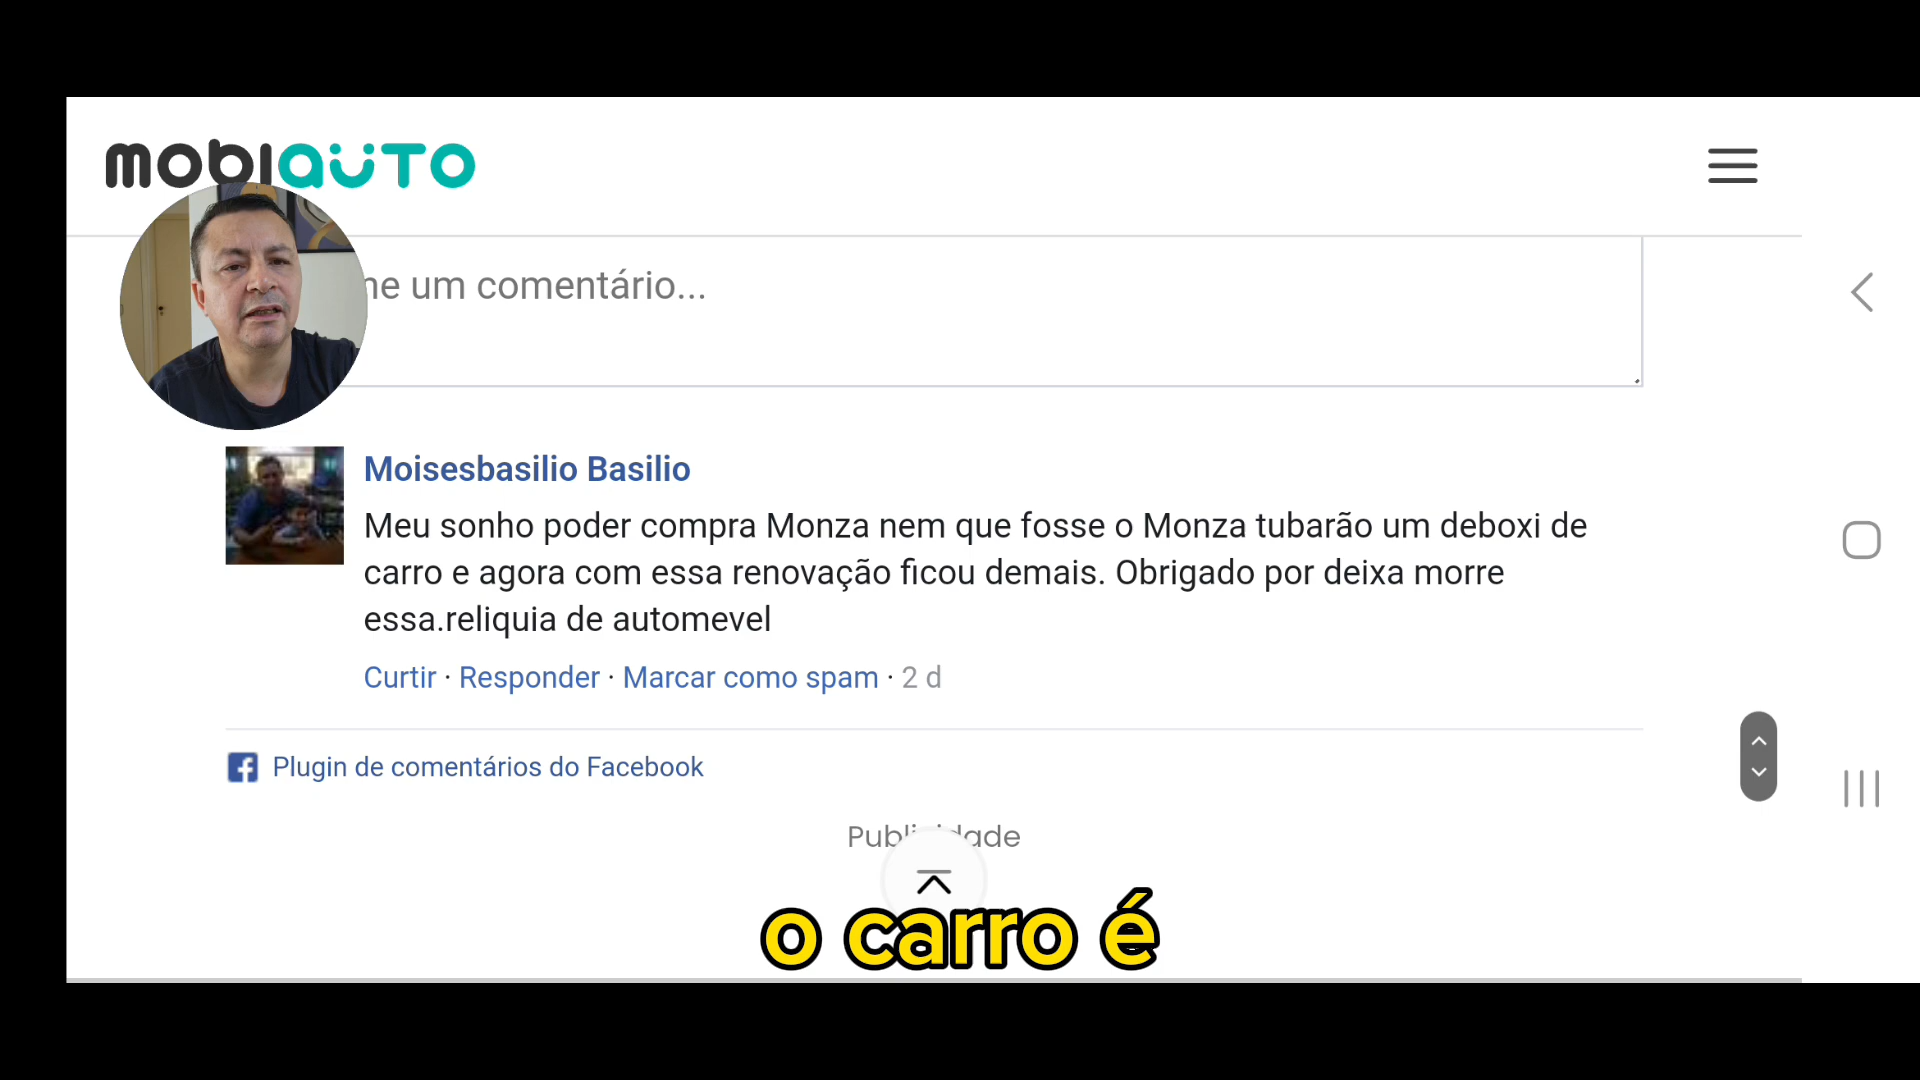 mobiauto
ne um comentário...
Moisesbasilio Basilio
Meu sonho poder compra Monza nem que fosse o Monza tubarão um deboxi de
carro e agora com essa renovação ficou demais. Obrigado por deixa morre
essa.reliquia de automevel
Curtir · Responder · Marcar como spam · 2 d
Plugin de comentários do Facebook
Publicidade
o carro é